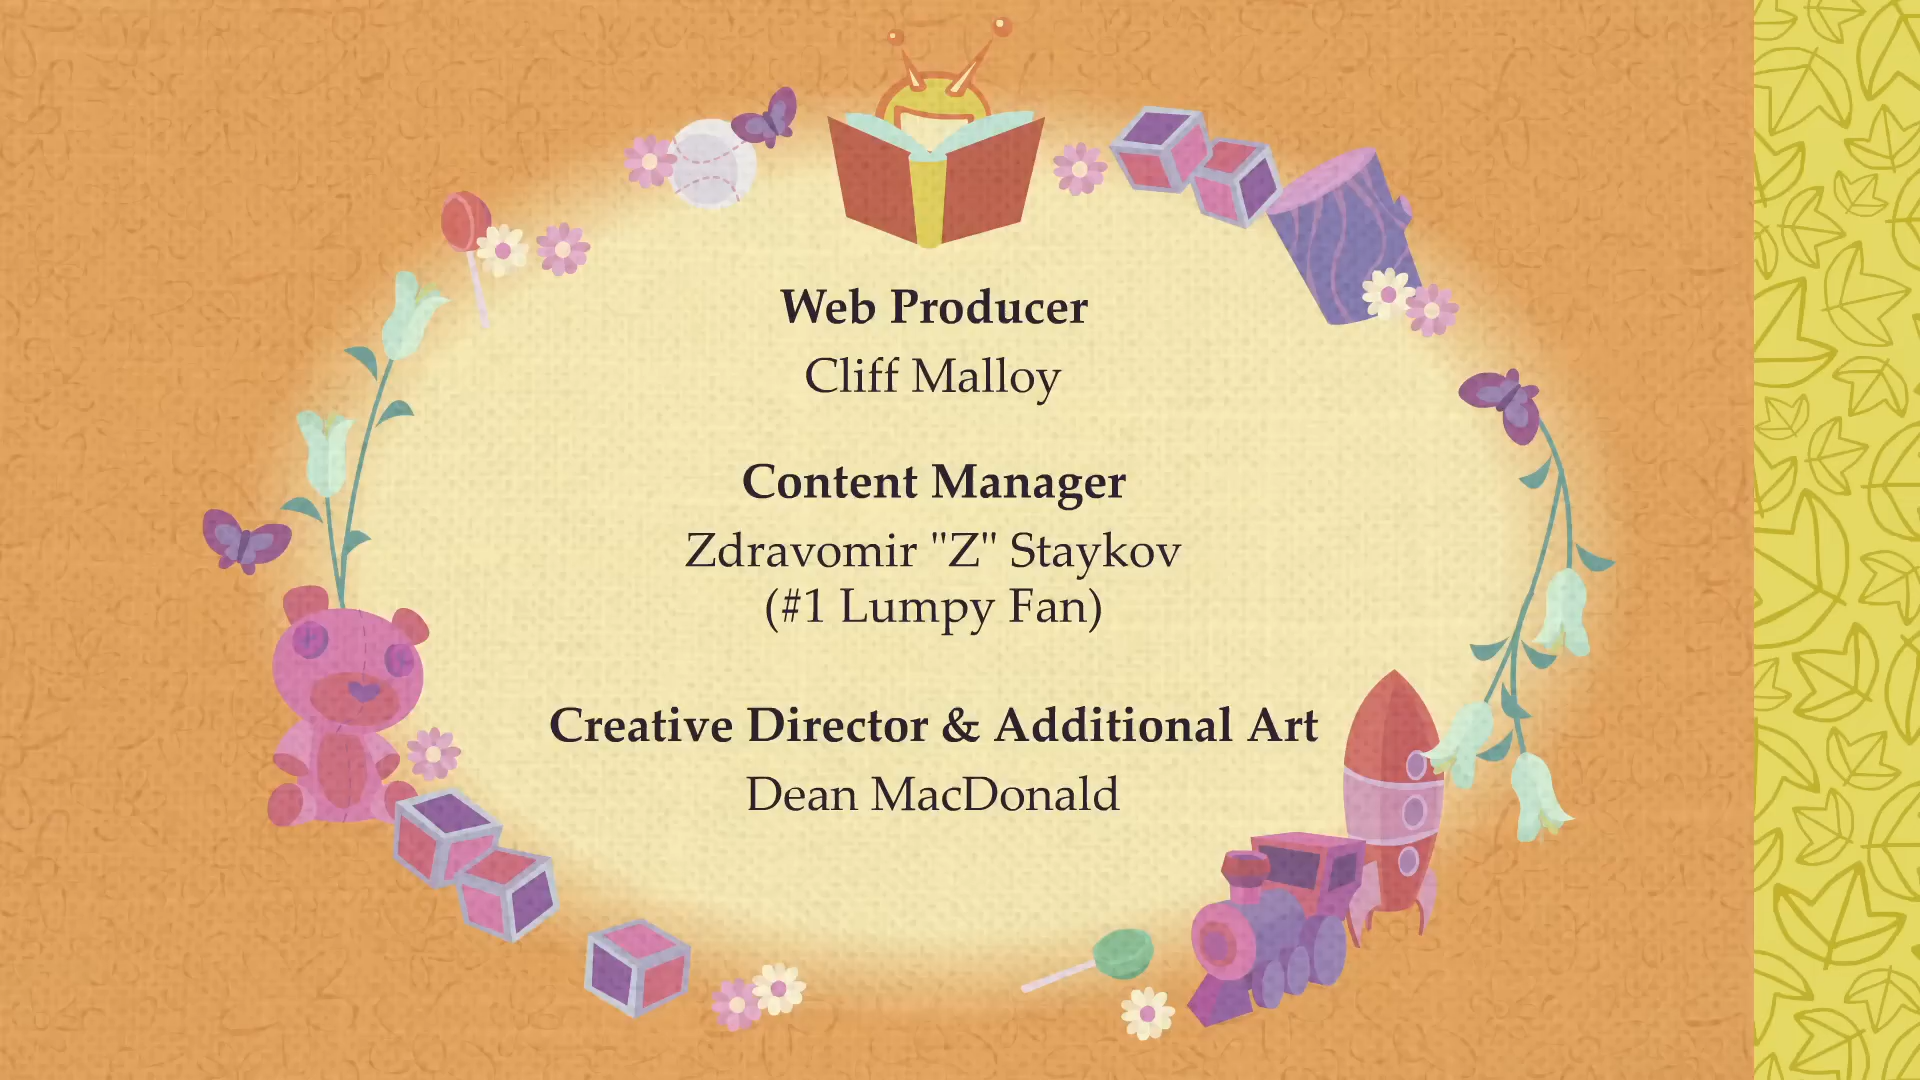 Web Producer
Cliff Malloy
Content Manager
Zdravomir "Z" Staykov
(#1 Lumpy Fan)
Creative Director & Additional Art
Dean MacDonald